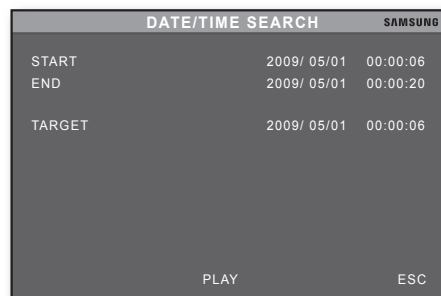 DATE/TIME SEARCH SAMSUNG
START 2009/ 05/01 00:00:06
END 2009/ 05/01 00:00:20
TARGET 2009/ 05/01 00:00:06
PLAY ESC